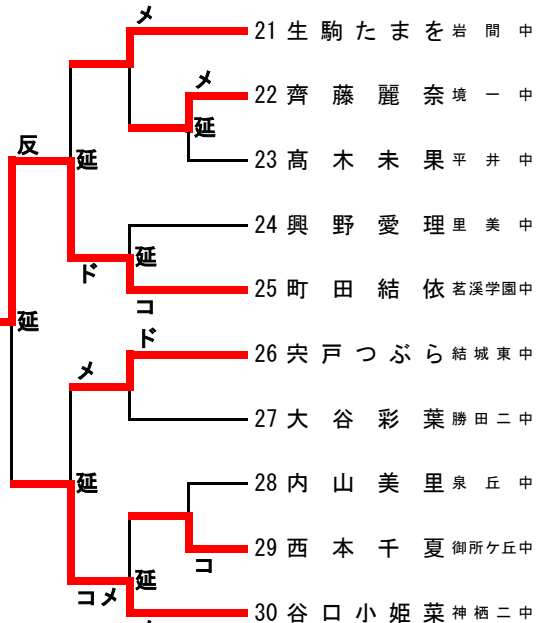 メ
21 生駒たまを 岩間中
メ
22 齊藤麗奈 境一中
延
反
延
23 髙木未果 平井中
24 興野愛理 里美中
延
ド
25 町田結依 茗溪学園中
コ
延
ド
26 宍戸つぶら 結城東中
メ
27 大谷彩葉 勝田二中
延
28 内山美里 泉丘中
29 西本千夏 御所ケ丘中
コ
延
コメ
30 谷口小姫菜 神栖二中